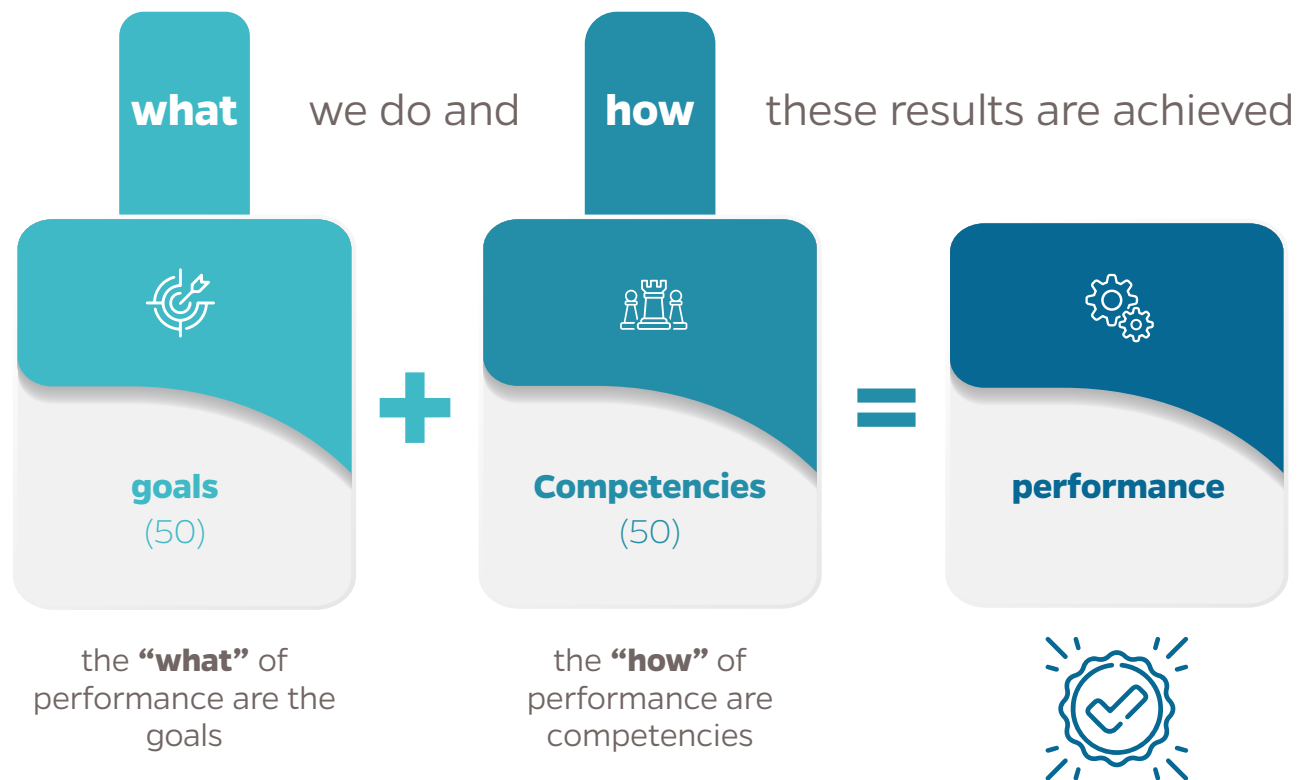 what we do and how these results are achieved
goals
(50)
+
Competencies
(50)
=
performance
the “what” of
performance are the
goals
the “how” of
performance are
competencies